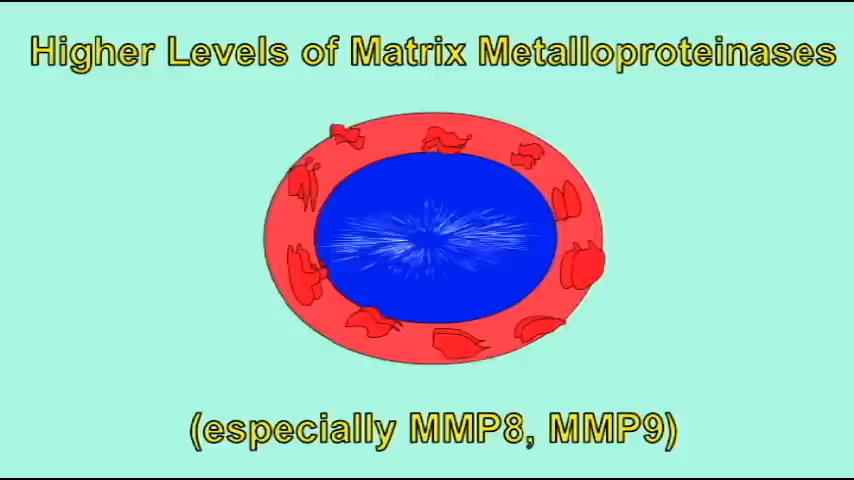 Higher Levels of Matrix Metalloproteinases
(especially MMP8, MMP9)